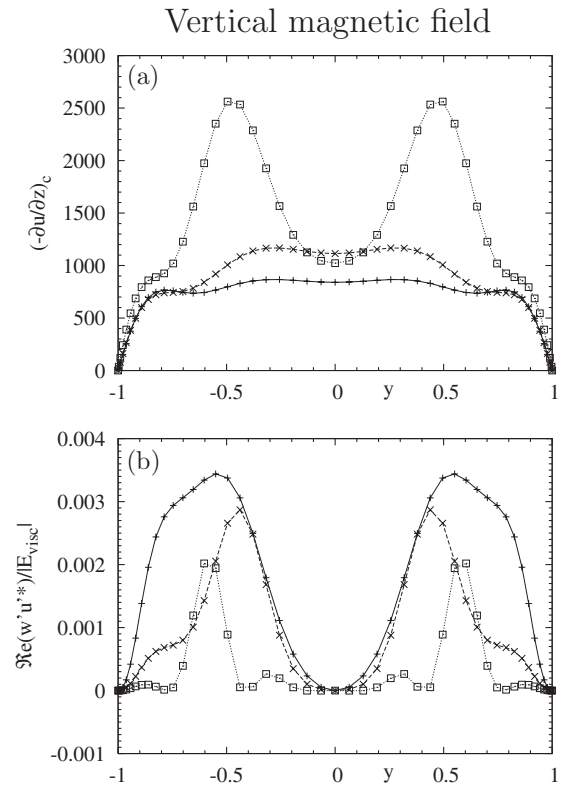 Vertical magnetic field
(a)
(-∂u/∂z)c
3000
2500
2000
1500
1000
500
0
-1 -0.5 0 y 0.5 1
(b)
ℜe(w'u'*)/|Evisc|
0.004
0.003
0.002
0.001
0
-0.001
-1 -0.5 0 y 0.5 1